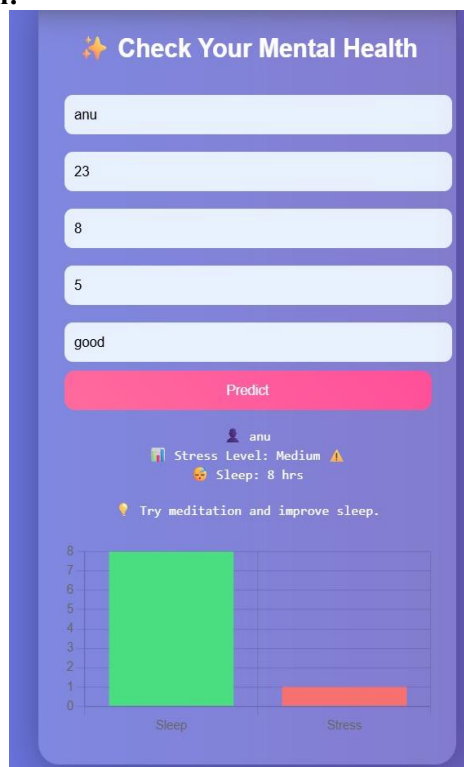 ✨ Check Your Mental Health
anu
23
8
5
good
Predict
👤 anu
📊 Stress Level: Medium ⚠️
😴 Sleep: 8 hrs
💡 Try meditation and improve sleep.
8
7
6
5
4
3
2
1
0
Sleep Stress